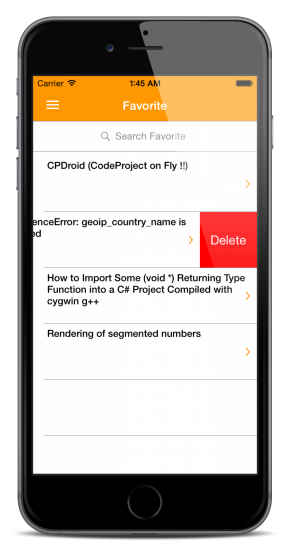 Carrier 1:45 AM
Favorite
Search Favorite
CPDroid (CodeProject on Fly !!)
enceError: geoip_country_name is
ed
Delete
How to Import Some (void *) Returning Type
Function into a C# Project Compiled with
cygwin g++
Rendering of segmented numbers